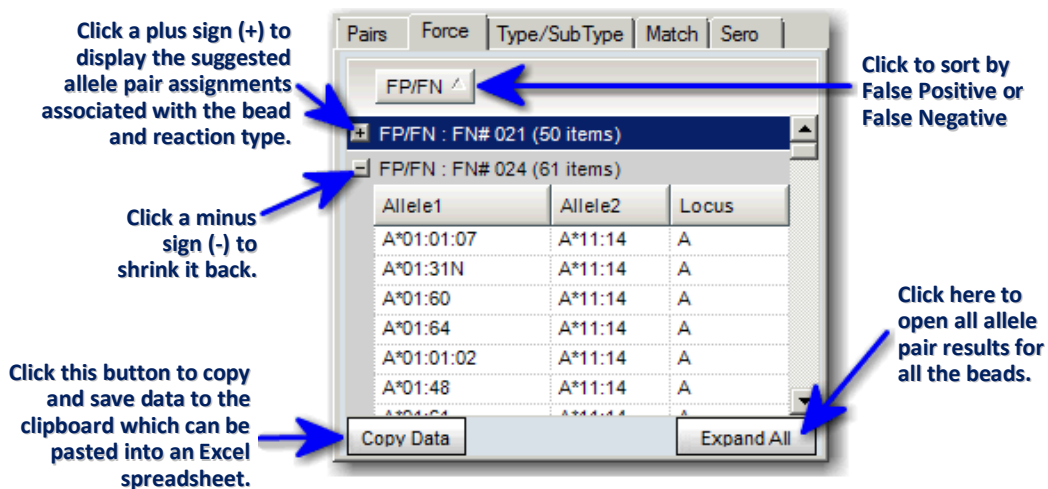 Click a plus sign (+) to
display the suggested
allele pair assignments
associated with the bead
and reaction type.
Click a minus
sign (-) to
shrink it back.
Click this button to copy
and save data to the
clipboard which can be
pasted into an Excel
spreadsheet.
Pairs Force Type/SubType Match Sero
FP/FN
FP/FN : FN# 021 (50 items)
FP/FN : FN# 024 (61 items)
Allele1 Allele2 Locus
A*01:01:07 A*11:14 A
A*01:31N A*11:14 A
A*01:60 A*11:14 A
A*01:64 A*11:14 A
A*01:01:02 A*11:14 A
A*01:48 A*11:14 A
Copy Data Expand All
Click to sort by
False Positive or
False Negative
Click here to
open all allele
pair results for
all the beads.